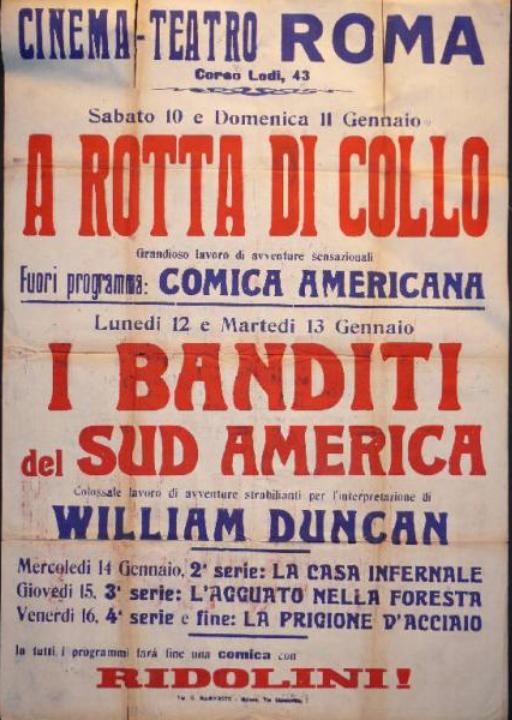 CINEMA-TEATRO ROMA
Corso Lodi, 43
Sabato 10 e Domenica 11 Gennaio
A ROTTA DI COLLO
Grandioso lavoro di avventure sensazionali
Fuori programma: COMICA AMERICANA
Lunedì 12 e Martedì 13 Gennaio
I BANDITI
del SUD AMERICA
Colossale lavoro di avventure strabilianti per l'interpretazione di
WILLIAM DUNCAN
Mercoledì 14 Gennaio, 2ª serie: LA CASA INFERNALE
Giovedì 15, 3ª serie: L'AGGUATO NELLA FORESTA
Venerdì 16, 4ª serie e fine: LA PRIGIONE D'ACCIAIO
In tutti i programmi farà fine una comica con
RIDOLINI!